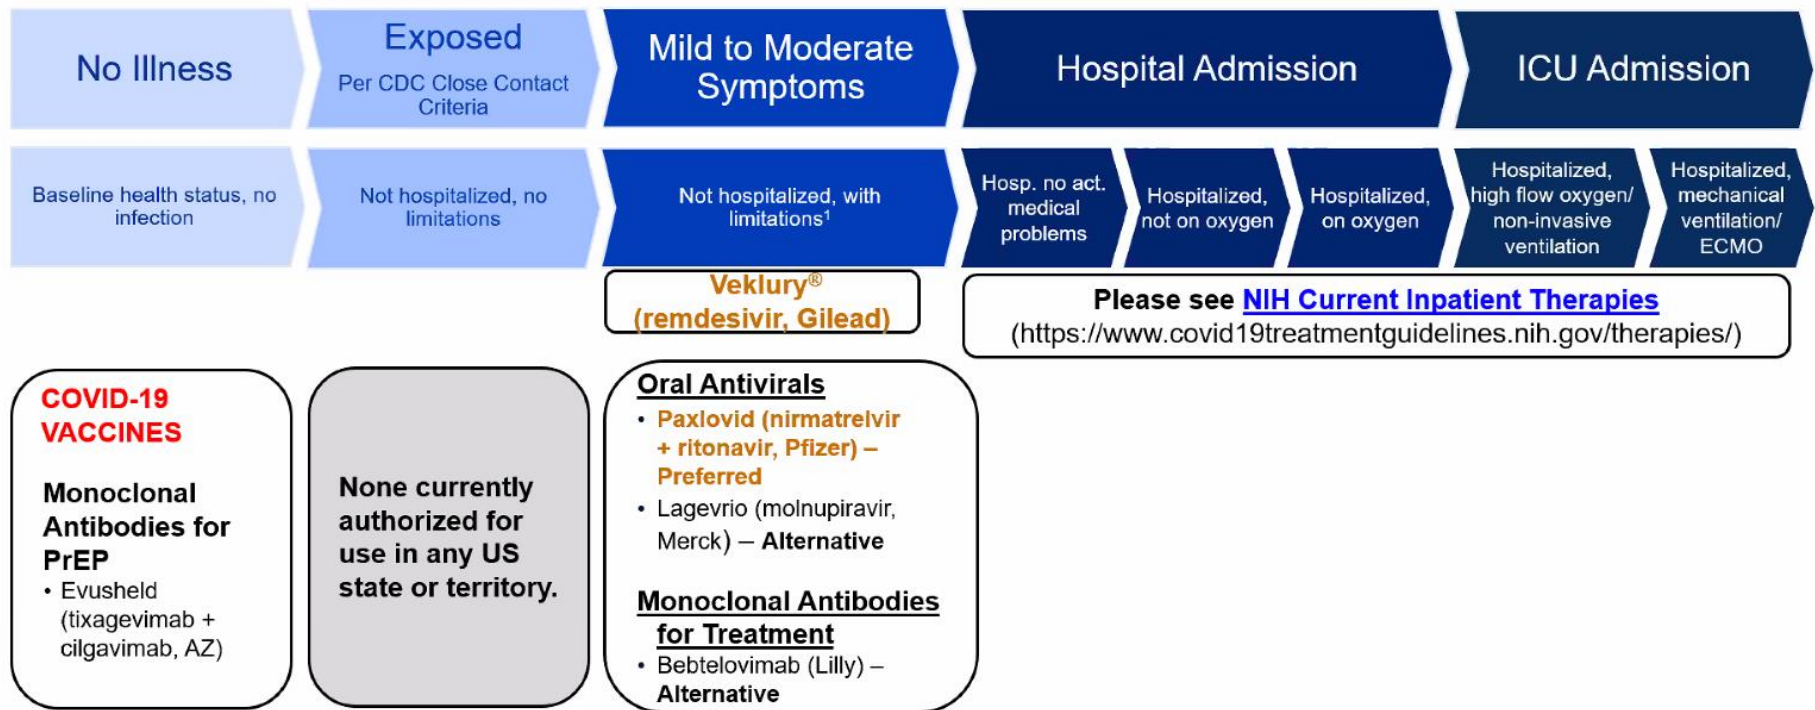 No Illness
Exposed
Per CDC Close Contact
Criteria
Mild to Moderate
Symptoms
Hospital Admission
ICU Admission
Baseline health status, no
infection
Not hospitalized, no
limitations
Not hospitalized, with
limitations¹
Hosp. no act.
medical
problems
Hospitalized,
not on oxygen
Hospitalized,
on oxygen
Hospitalized,
high flow oxygen/
non-invasive
ventilation
Hospitalized,
mechanical
ventilation/
ECMO
Veklury®
(remdesivir, Gilead)
Please see NIH Current Inpatient Therapies
(https://www.covid19treatmentguidelines.nih.gov/therapies/)
COVID-19
VACCINES
Monoclonal
Antibodies for
PrEP
• Evusheld
(tixagevimab +
cilgavimab, AZ)
None currently
authorized for
use in any US
state or territory.
Oral Antivirals
• Paxlovid (nirmatrelvir
+ ritonavir, Pfizer) –
Preferred
• Lagevrio (molnupiravir,
Merck) – Alternative
Monoclonal Antibodies
for Treatment
• Bebtelovimab (Lilly) –
Alternative